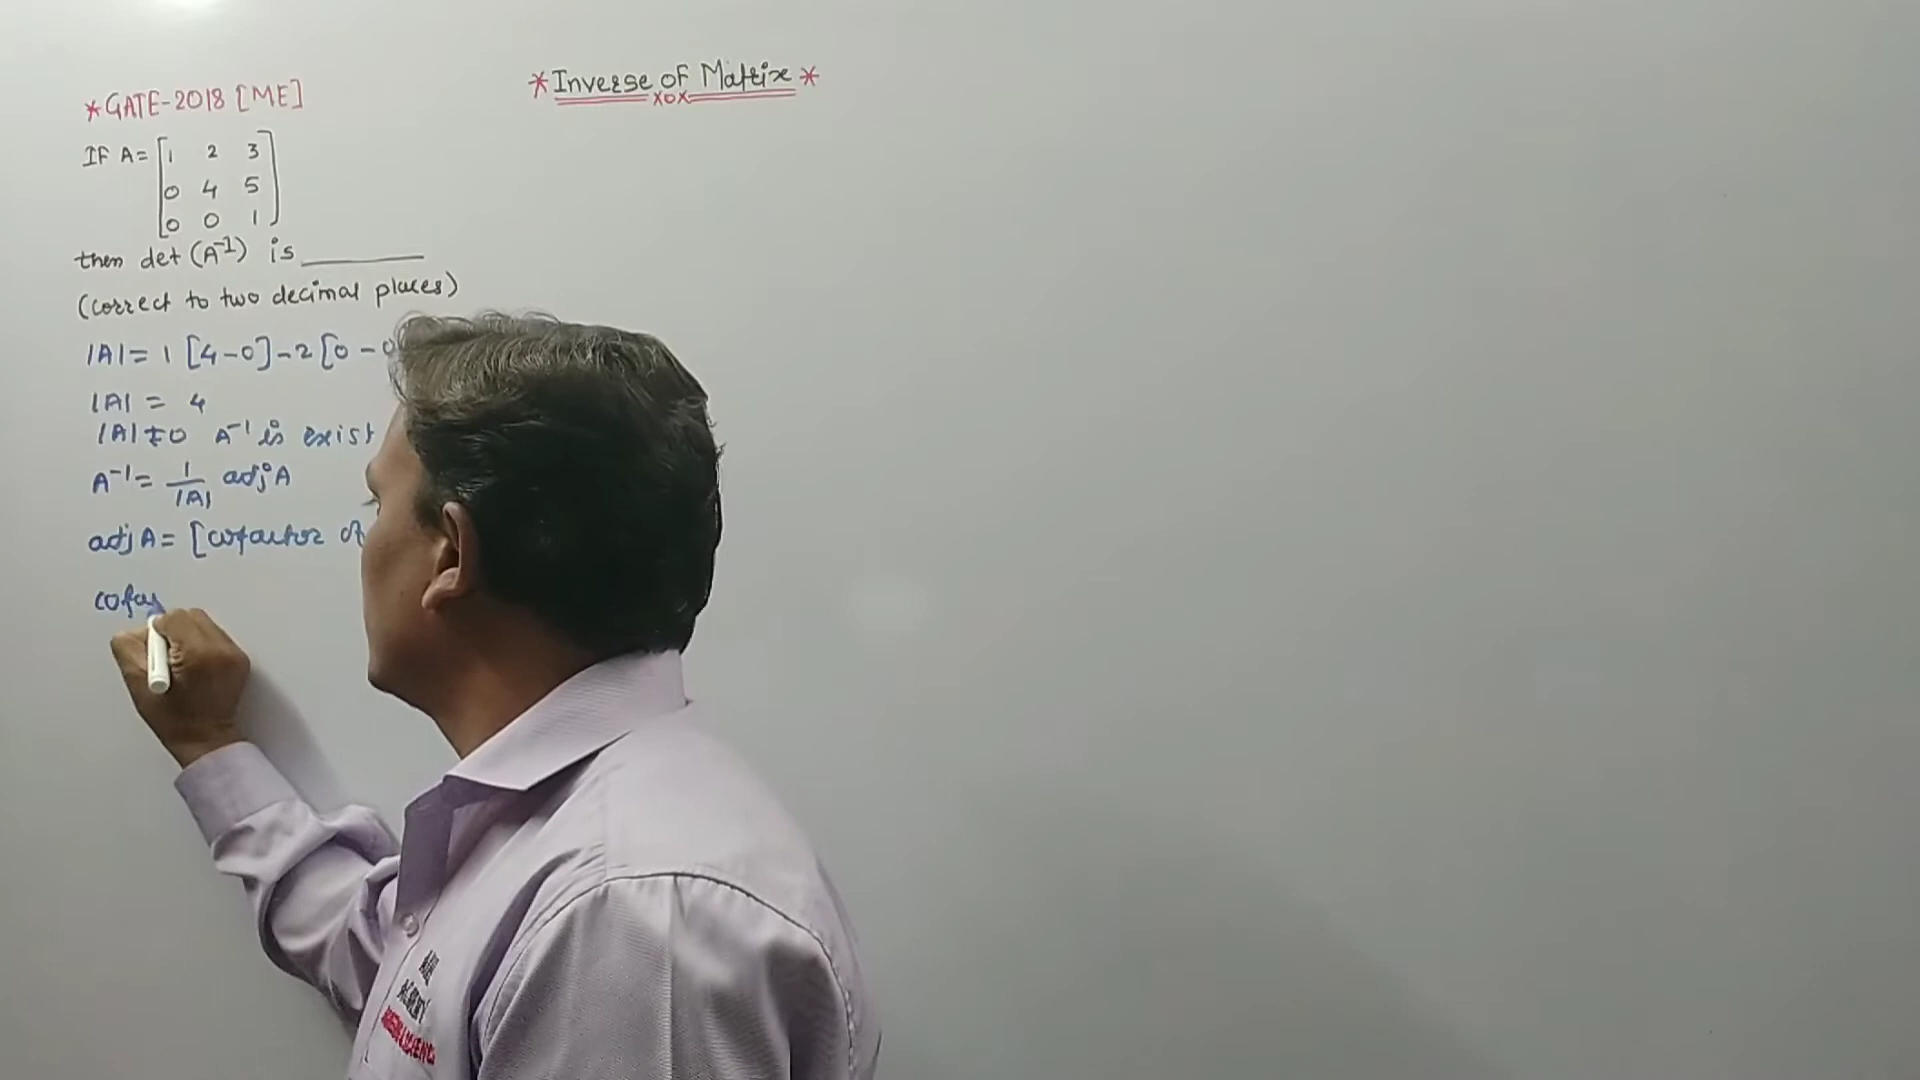 *Inverse of Matrix*
xox
*GATE-2018 [ME]
IF A= [1 2 3
0 4 5
0 0 1]
then det (A⁻¹) is ________
(correct to two decimal places)
|A| = 1 [4-0] -2 [0 - 0
|A| = 4
|A| ≠ 0 A⁻¹ is exist
A⁻¹ = 1/|A| adj A
adj A = [cofactor of
cofa